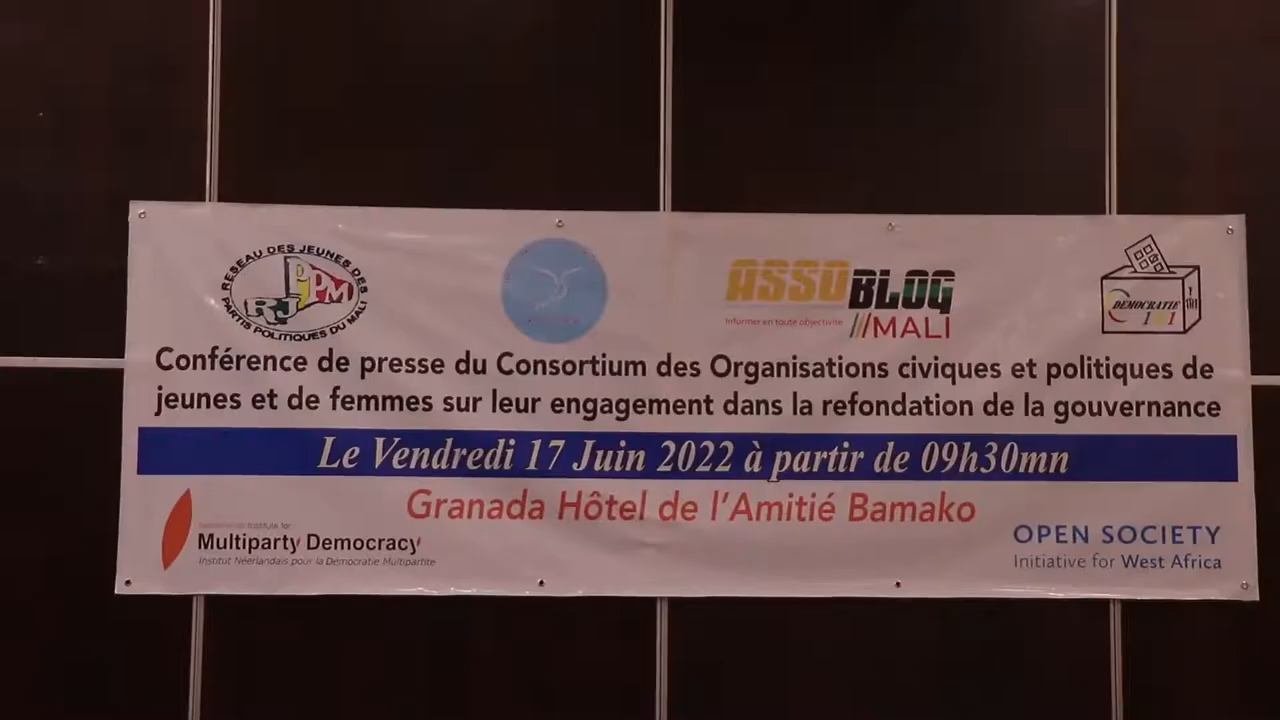 RESEAU DES JEUNES DES
PARTIS POLITIQUES DU MALI
RJ PPM
ASSOBLOG
Informer en toute objectivité
///MALI
DEMOCRATIE
101
Conférence de presse du Consortium des Organisations civiques et politiques de
jeunes et de femmes sur leur engagement dans la refondation de la gouvernance
Le Vendredi 17 Juin 2022 à partir de 09h30mn
Granada Hôtel de l'Amitié Bamako
Institute for
Multiparty Democracy
Institut Néerlandais pour la Démocratie Multipartite
OPEN SOCIETY
Initiative for West Africa